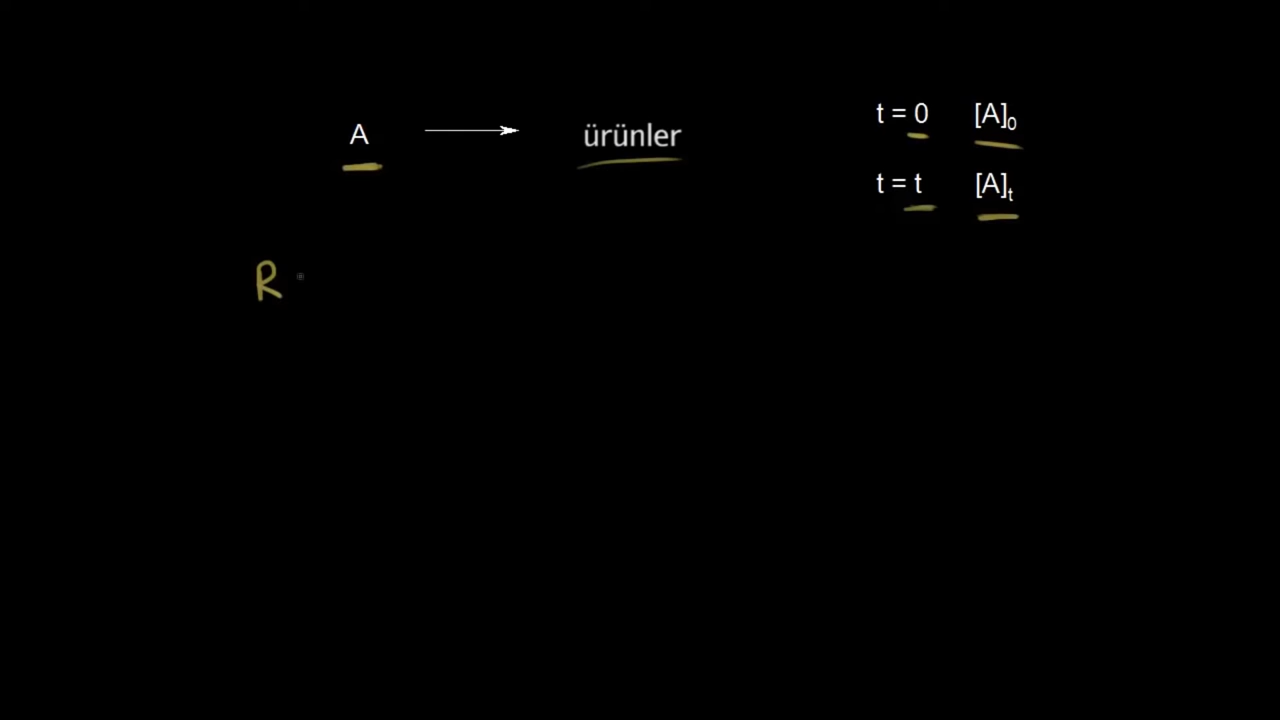 A → ürünler
t = 0 [A]₀
t = t [A]ₜ
R